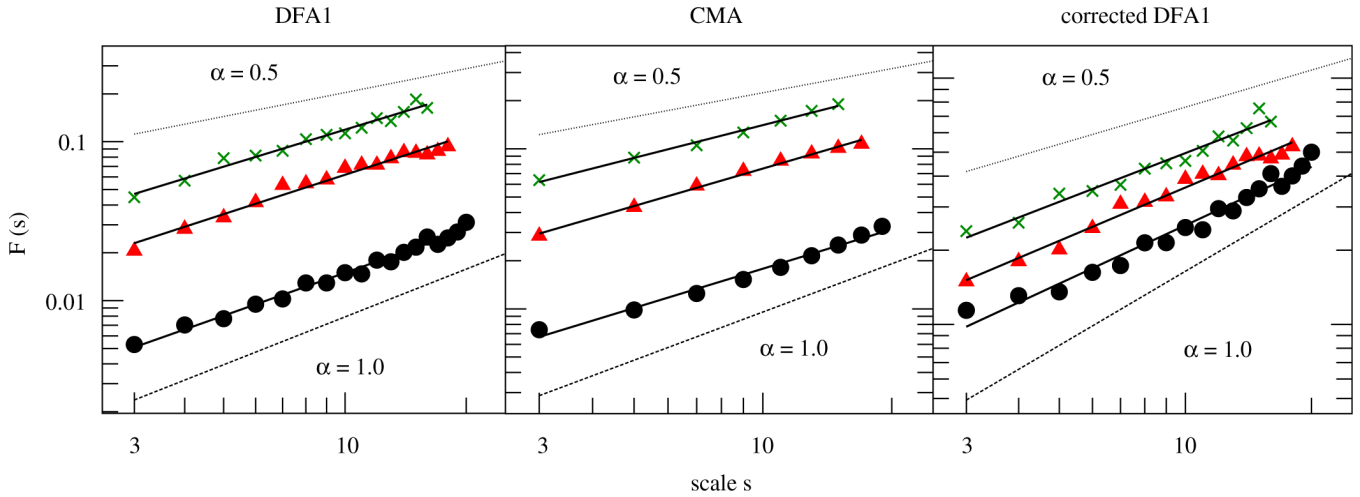 DFA1 CMA corrected DFA1
α = 0.5 α = 0.5 α = 0.5
0.1
F (s)
0.01
α = 1.0 α = 1.0 α = 1.0
3 10 3 10 3 10
scale s